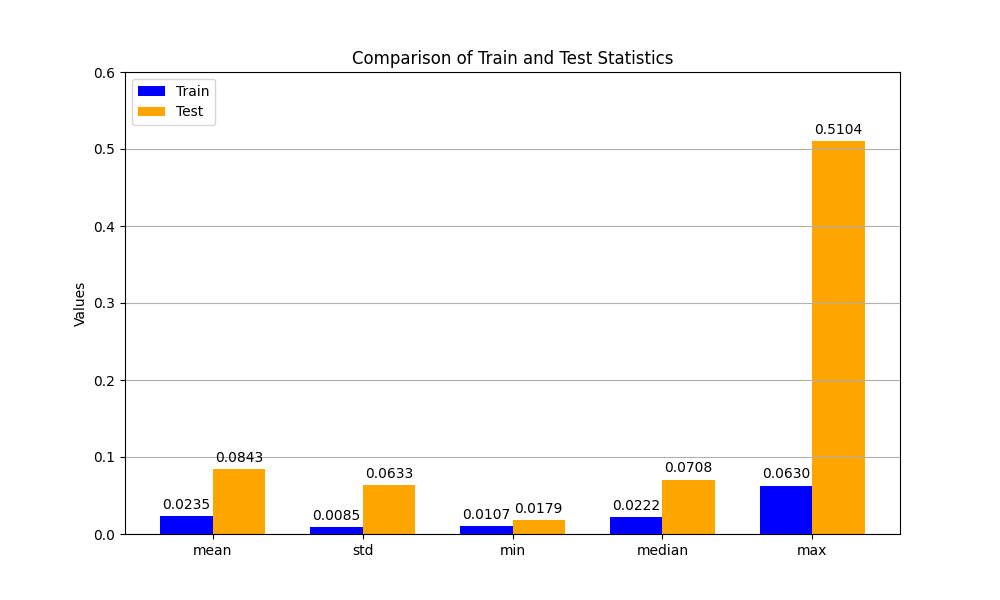 Comparison of Train and Test Statistics
Train
Test
Values
0.6
0.5
0.4
0.3
0.2
0.1
0.0
0.0235
0.0843
0.0085
0.0633
0.0107
0.0179
0.0222
0.0708
0.0630
0.5104
mean
std
min
median
max